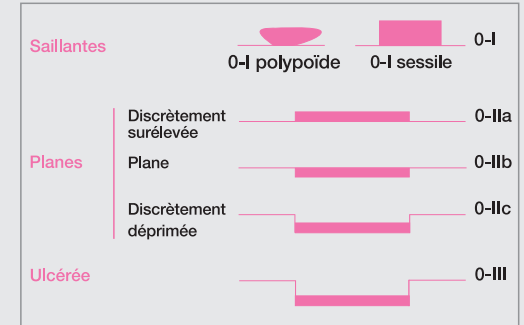 Saillantes
0-I polypoïde
0-I sessile
0-I
Planes
Discrètement
surélevée
0-IIa
Plane
0-IIb
Discrètement
déprimée
0-IIc
Ulcérée
0-III